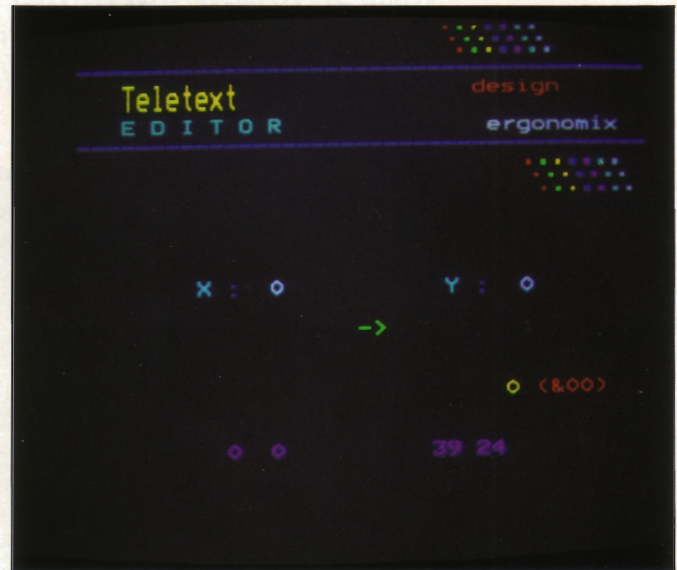 Teletext
design
EDITOR
ergonomix
X : 0 Y : 0
->
0 (&00)
0 0 39 24